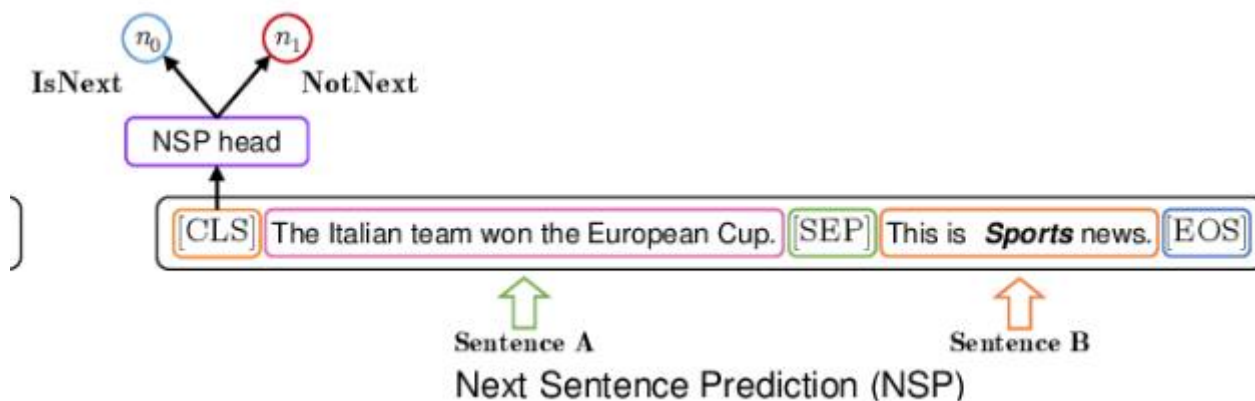 n0 n1
IsNext NotNext
NSP head
[CLS] The Italian team won the European Cup. [SEP] This is Sports news. [EOS]
Sentence A Sentence B
Next Sentence Prediction (NSP)